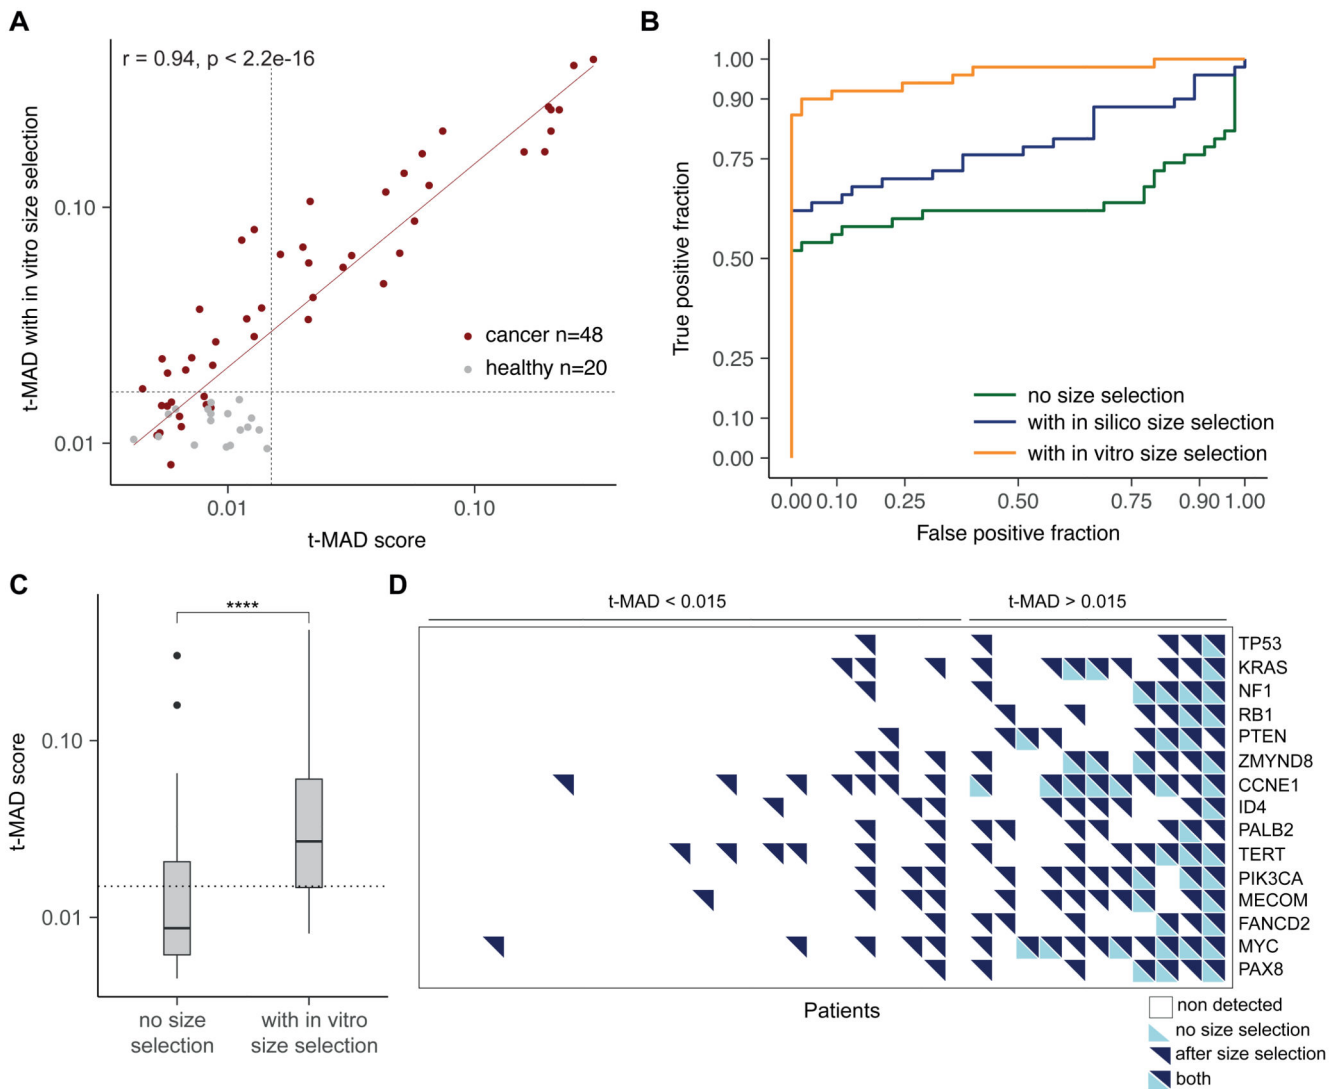 A
r = 0.94, p < 2.2e-16
t-MAD with in vitro size selection
0.10
0.01
cancer n=48
healthy n=20
0.01
0.10
t-MAD score
B
True positive fraction
1.00
0.90
0.75
0.50
0.25
0.10
0.00
no size selection
with in silico size selection
with in vitro size selection
0.00 0.10 0.25 0.50 0.75 0.90 1.00
False positive fraction
C
****
t-MAD score
0.10
0.01
no size
selection
with in vitro
size selection
D
t-MAD < 0.015
t-MAD > 0.015
TP53
KRAS
NF1
RB1
PTEN
ZMYND8
CCNE1
ID4
PALB2
TERT
PIK3CA
MECOM
FANCD2
MYC
PAX8
Patients
non detected
no size selection
after size selection
both